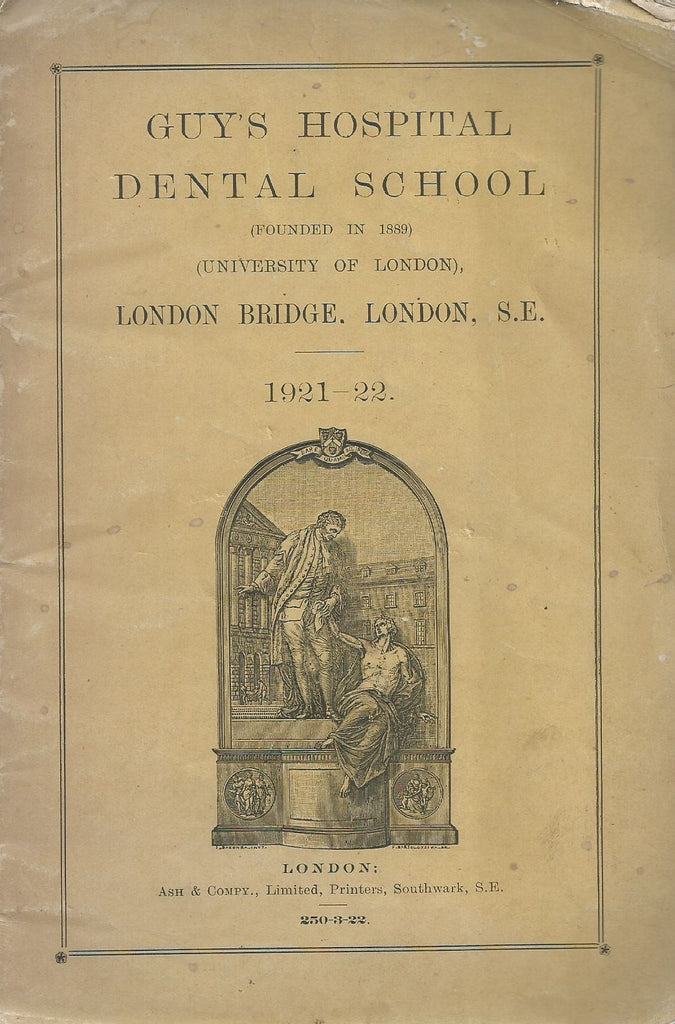 GUY'S HOSPITAL
DENTAL SCHOOL
(FOUNDED IN 1889)
(UNIVERSITY OF LONDON),
LONDON BRIDGE, LONDON, S.E.
1921–22.
LONDON:
ASH & COMPY., Limited, Printers, Southwark, S.E.
250-3-22.